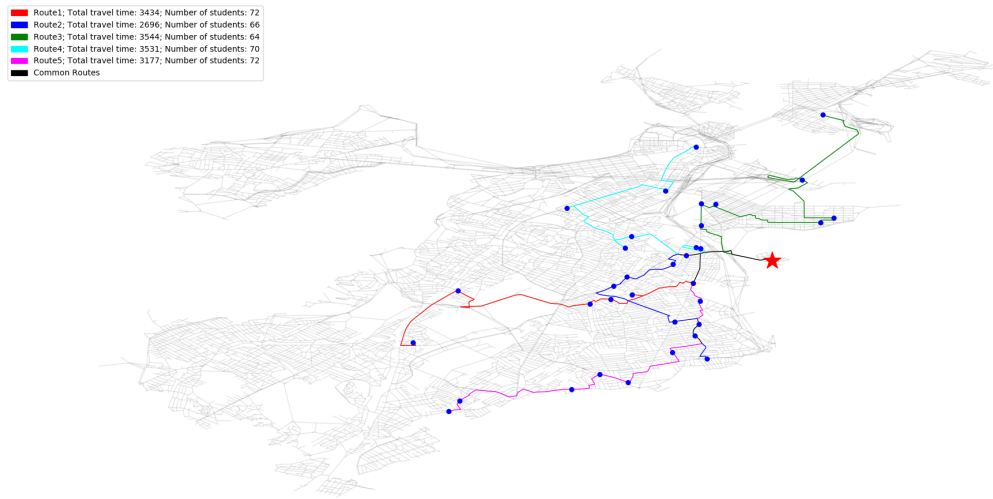 Route1; Total travel time: 3434; Number of students: 72
Route2; Total travel time: 2696; Number of students: 66
Route3; Total travel time: 3544; Number of students: 64
Route4; Total travel time: 3531; Number of students: 70
Route5; Total travel time: 3177; Number of students: 72
Common Routes